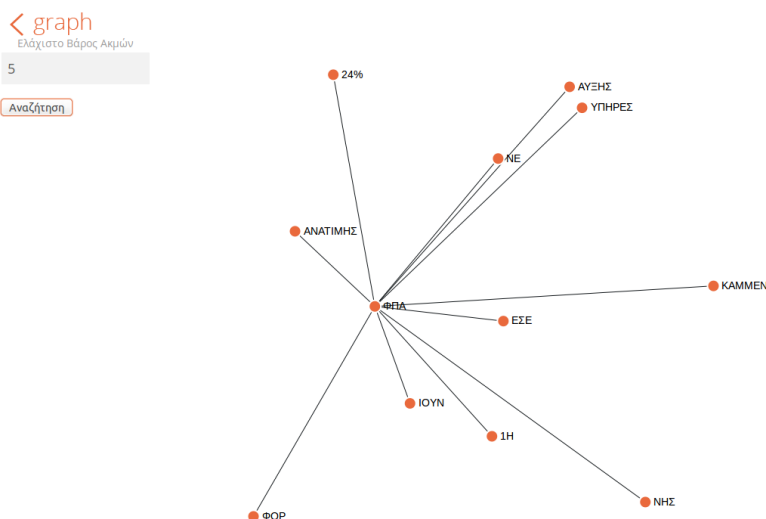 graph
Ελάχιστο Βάρος Ακμών
5
Αναζήτηση
24%
ΑΥΞΗΣ
ΥΠΗΡΕΣ
ΝΕ
ΑΝΑΤΙΜΗΣ
ΚΑΜΜΕΝ
ΦΠΑ
ΕΣΕ
ΙΟΥΝ
1Η
ΝΗΣ
ΦΟΡ